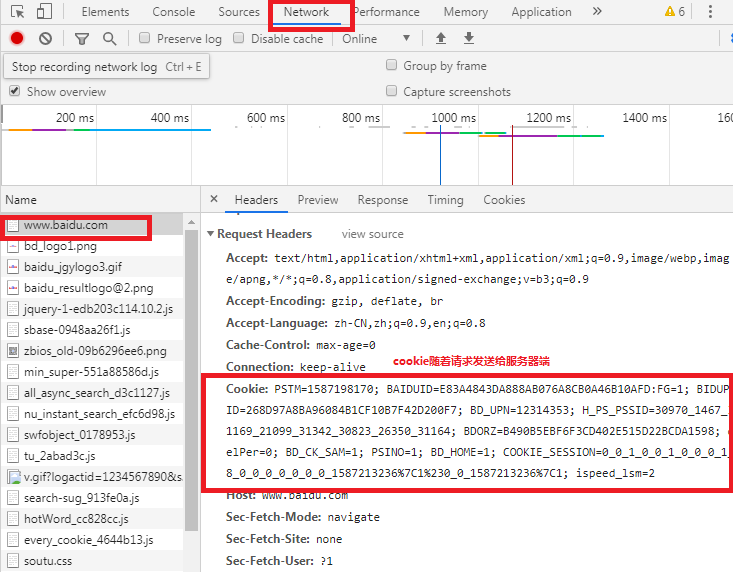 Elements Console Sources Network Performance Memory Application » 6
Preserve log Disable cache Online
Stop recording network log Ctrl + E Group by frame
Show overview Capture screenshots
200 ms 400 ms 600 ms 800 ms 1000 ms 1200 ms 1400 ms 1600 ms
Name
www.baidu.com
bd_logo1.png
baidu_jgylogo3.gif
baidu_resultlogo@2.png
jquery-1-edb203c114.10.2.js
sbase-0948aa26f1.js
zbios_old-09b6296ee6.png
min_super-551a88586d.js
all_async_search_d3c1127.js
nu_instant_search_efc6d98.js
swfobject_0178953.js
tu_2abad3c.js
v.gif?logactid=1234567890&s
search-sug_913fe0a.js
hotWord_cc828cc.js
every_cookie_4644b13.js
soutu.css
× Headers Preview Response Timing Cookies
Request Headers view source
Accept: text/html,application/xhtml+xml,application/xml;q=0.9,image/webp,imag
e/apng,*/*;q=0.8,application/signed-exchange;v=b3;q=0.9
Accept-Encoding: gzip, deflate, br
Accept-Language: zh-CN,zh;q=0.9,en;q=0.8
Cache-Control: max-age=0
Connection: keep-alive
cookie随着请求发送给服务器端
Cookie: PSTM=1587198170; BAIDUID=E83A4843DA888AB076A8CB0A46B10AFD:FG=1; BIDUP
ID=268D97A8BA96084B1CF10B7F42D200F7; BD_UPN=12314353; H_PS_PSSID=30970_1467_3
1169_21099_31342_30823_26350_31164; BDORZ=B490B5EBF6F3CD402E515D22BCDA1598;
elPer=0; BD_CK_SAM=1; PSINO=1; BD_HOME=1; COOKIE_SESSION=0_0_1_0_0_1_0_0_0_1_
8_0_0_0_0_0_0_0_1587213236%7C1%230_0_1587213236%7C1; ispeed_lsm=2
Host: www.baidu.com
Sec-Fetch-Mode: navigate
Sec-Fetch-Site: none
Sec-Fetch-User: ?1